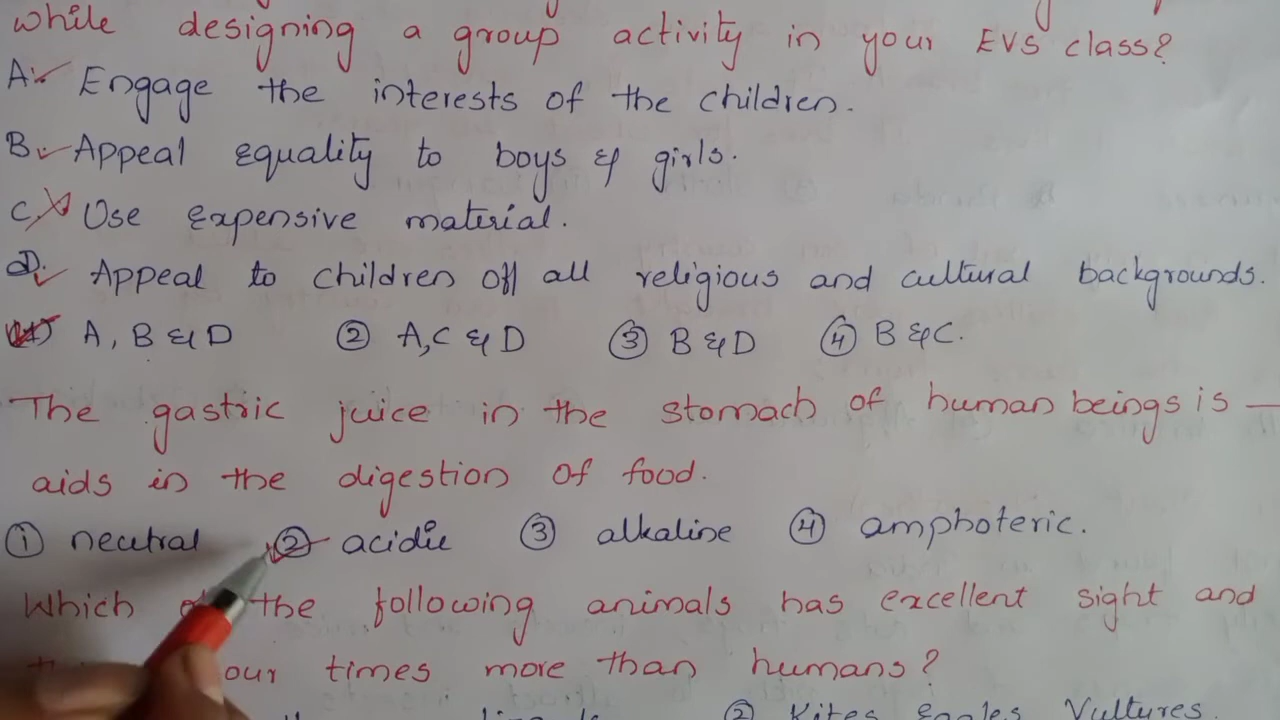 while designing a group activity in your EVS class?
A. Engage the interests of the children.
B. Appeal equality to boys & girls.
C. Use expensive material.
d). Appeal to children off all religious and cultural backgrounds.
(1) A, B & D (2) A, C & D (3) B & D (4) B & C.
The gastric juice in the stomach of human beings is —
aids in the digestion of food.
(1) neutral (2) acidic (3) alkaline (4) amphoteric.
Which the following animals has excellent sight and
our times more than humans?
(2) Kites Eagles Vultures